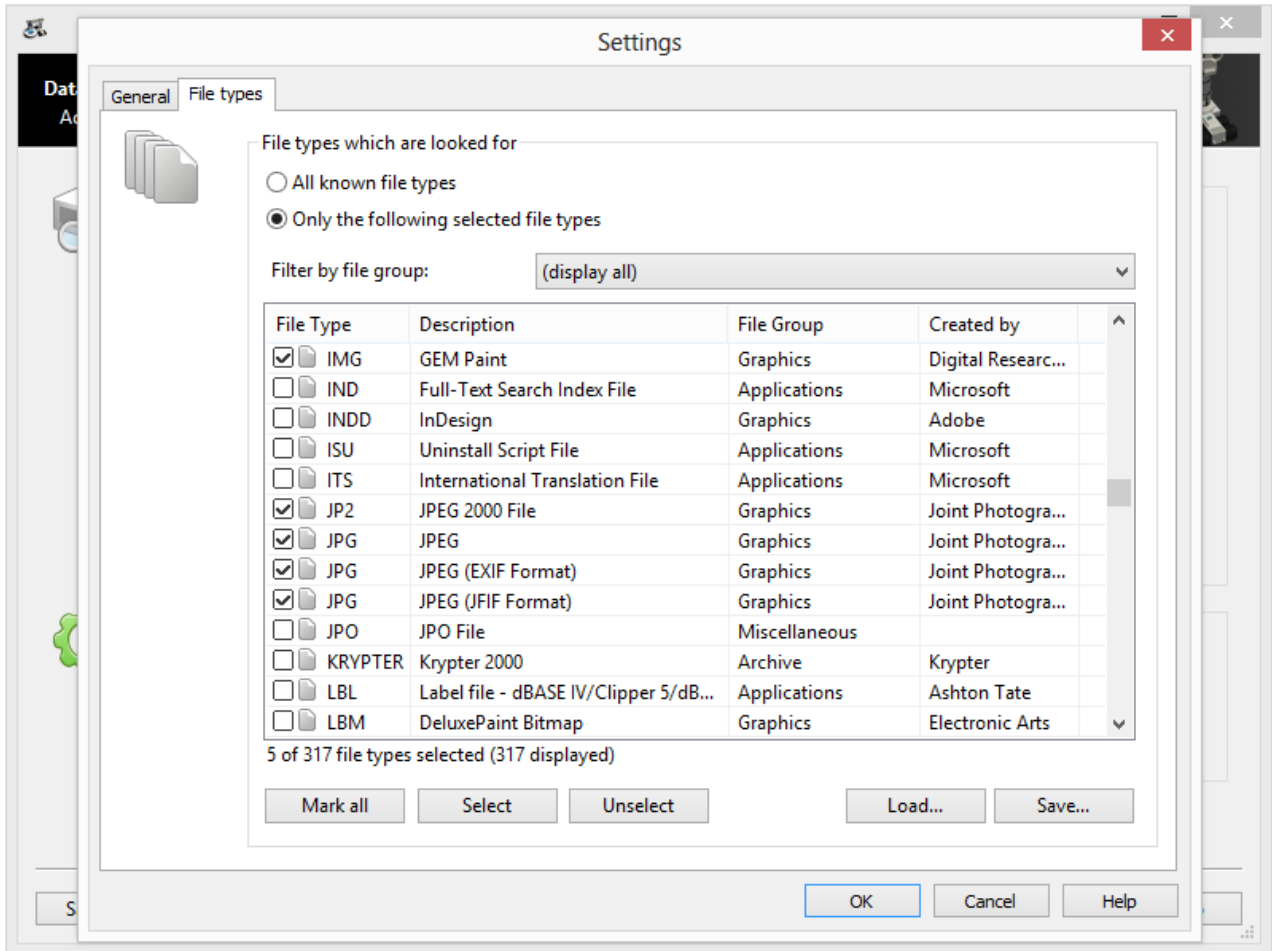 Settings
Data
General File types
File types which are looked for
All known file types
Only the following selected file types
Filter by file group: (display all)
File Type Description File Group Created by
IMG GEM Paint Graphics Digital Researc...
IND Full-Text Search Index File Applications Microsoft
INDD InDesign Graphics Adobe
ISU Uninstall Script File Applications Microsoft
ITS International Translation File Applications Microsoft
JP2 JPEG 2000 File Graphics Joint Photogra...
JPG JPEG Graphics Joint Photogra...
JPG JPEG (EXIF Format) Graphics Joint Photogra...
JPG JPEG (JFIF Format) Graphics Joint Photogra...
JPO JPO File Miscellaneous
KRYPTER Krypter 2000 Archive Krypter
LBL Label file - dBASE IV/Clipper 5/dB... Applications Ashton Tate
LBM DeluxePaint Bitmap Graphics Electronic Arts
5 of 317 file types selected (317 displayed)
Mark all Select Unselect Load... Save...
OK Cancel Help